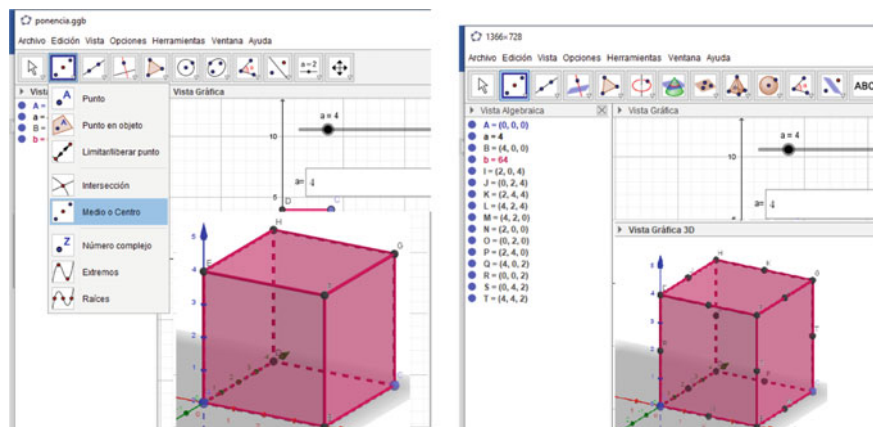 ponencia.ggb
Archivo Edición Vista Opciones Herramientas Ventana Ayuda
a=2
Vista Gráfica
A =
a =
B =
b =
Punto
Punto en objeto
Limitar/liberar punto
Intersección
Medio o Centro
Número complejo
Extremos
Raíces
a = 4
10
a= 4
5
D C
H
G
E
5
4
3
2
1
1366×728
Archivo Edición Vista Opciones Herramientas Ventana Ayuda
ABC
Vista Algebraica
Vista Gráfica
A = (0, 0, 0)
a = 4
B = (4, 0, 0)
b = 64
I = (2, 0, 4)
J = (0, 2, 4)
K = (2, 4, 4)
L = (4, 2, 4)
M = (4, 2, 0)
N = (2, 0, 0)
O = (0, 2, 0)
P = (2, 4, 0)
Q = (4, 0, 2)
R = (0, 0, 2)
S = (0, 4, 2)
T = (4, 4, 2)
a = 4
10
a= 4
Vista Gráfica 3D
H
K
G
E
T
R
P